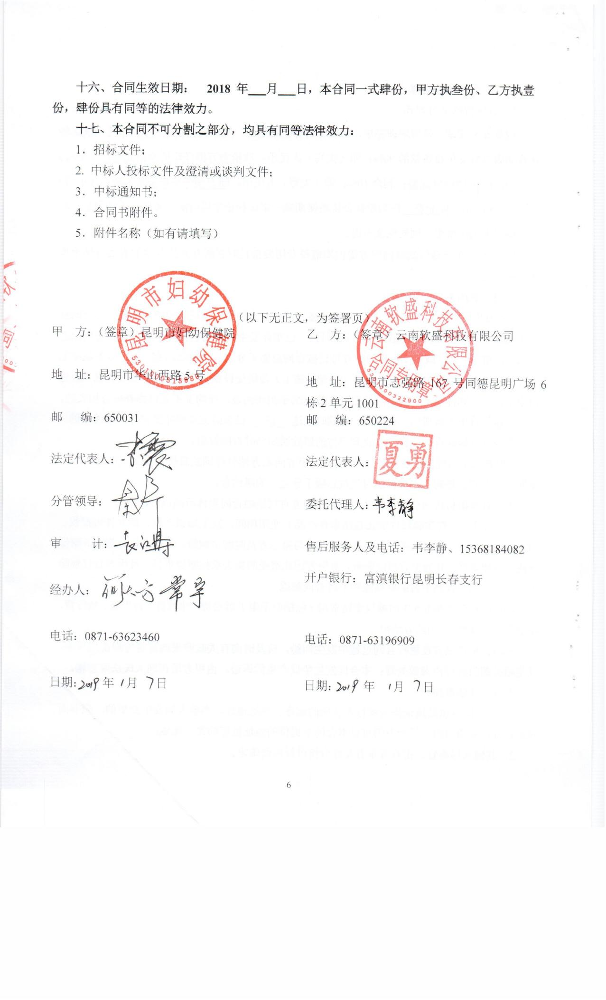 十六、合同生效日期： 2018 年___月___日，本合同一式肆份，甲方执叁份、乙方执壹
份，肆份具有同等的法律效力。
十七、本合同不可分割之部分，均具有同等法律效力：
1．招标文件；
2. 中标人投标文件及澄清或谈判文件；
3．中标通知书；
4．合同书附件。
5．附件名称（如有请填写）
（以下无正文，为签署页）
甲 方：（签章）昆明市妇幼保健院
昆明市妇幼保健院
地 址：昆明市华山西路 5 号
邮 编：650031
法定代表人：
分管领导：
审 计：
经办人：
电话：0871-63623460
日期：2019 年 1 月 7 日
乙 方：（签章）云南软盛科技有限公司
云南软盛科技有限公司
合同专用章
地 址：昆明市志强路 167 号同德昆明广场 6
栋 2 单元 1001
邮 编：650224
法定代表人：夏勇
委托代理人：韦李静
售后服务人及电话：韦李静、15368184082
开户银行：富滇银行昆明长春支行
电话：0871-63196909
日期：2019 年 1 月 7 日
6